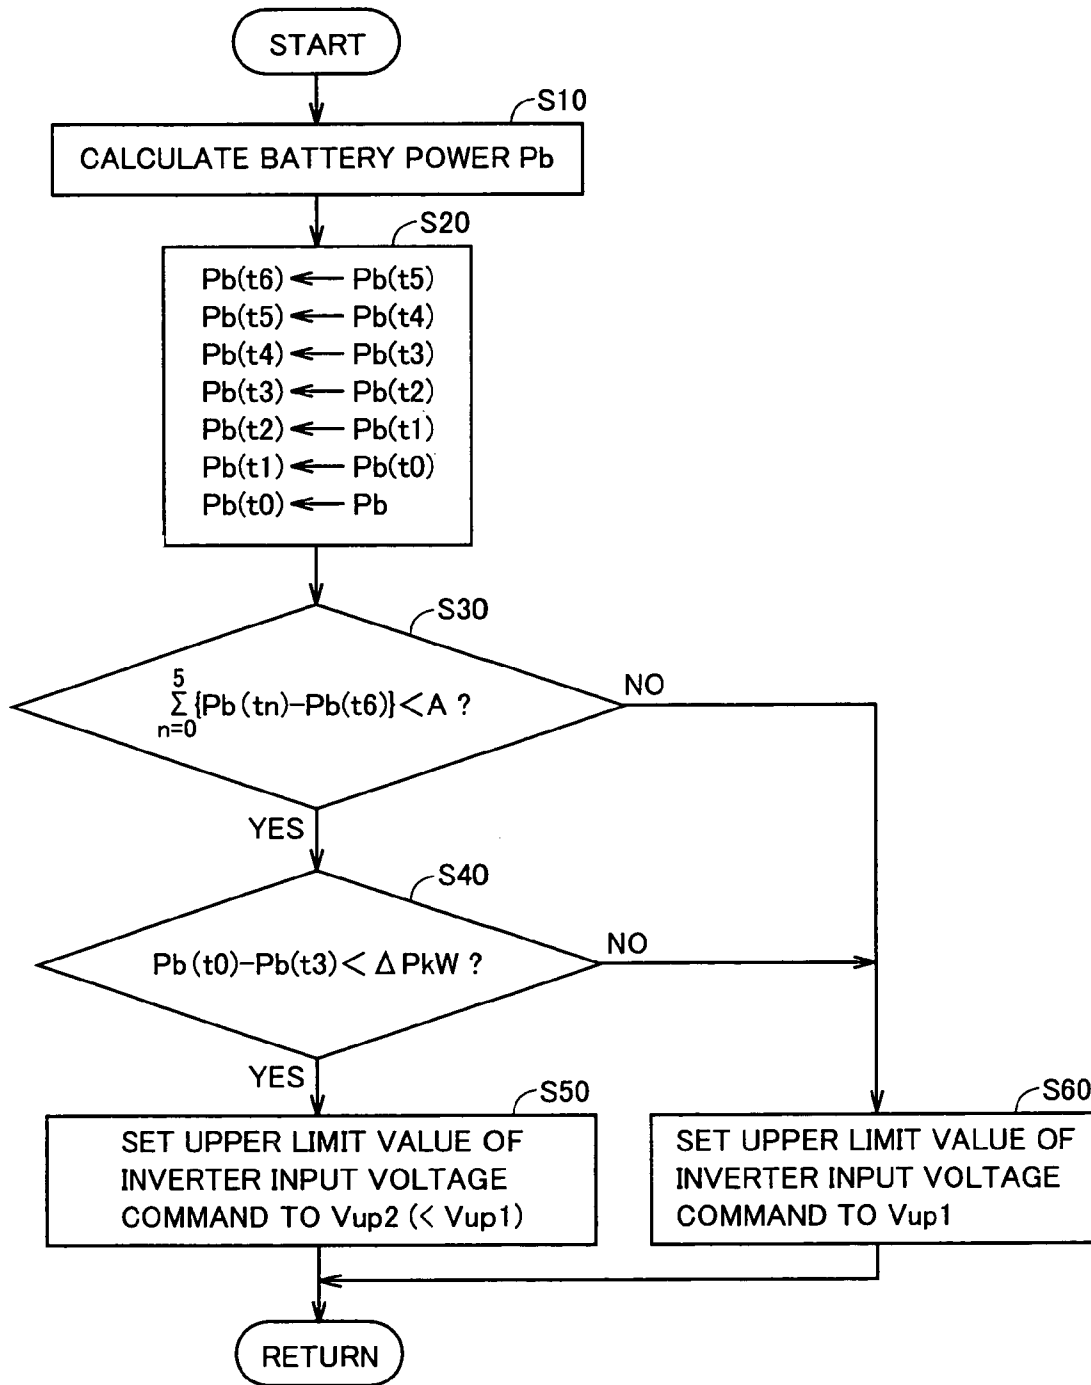 START
S10
CALCULATE BATTERY POWER Pb
S20
Pb(t6) ← Pb(t5)
Pb(t5) ← Pb(t4)
Pb(t4) ← Pb(t3)
Pb(t3) ← Pb(t2)
Pb(t2) ← Pb(t1)
Pb(t1) ← Pb(t0)
Pb(t0) ← Pb
S30
5
Σ{Pb(tn)-Pb(t6)}<A ?
n=0
NO
YES
S40
Pb(t0)-Pb(t3)< Δ PkW ?
NO
YES
S50
SET UPPER LIMIT VALUE OF
INVERTER INPUT VOLTAGE
COMMAND TO Vup2 (< Vup1)
S60
SET UPPER LIMIT VALUE OF
INVERTER INPUT VOLTAGE
COMMAND TO Vup1
RETURN